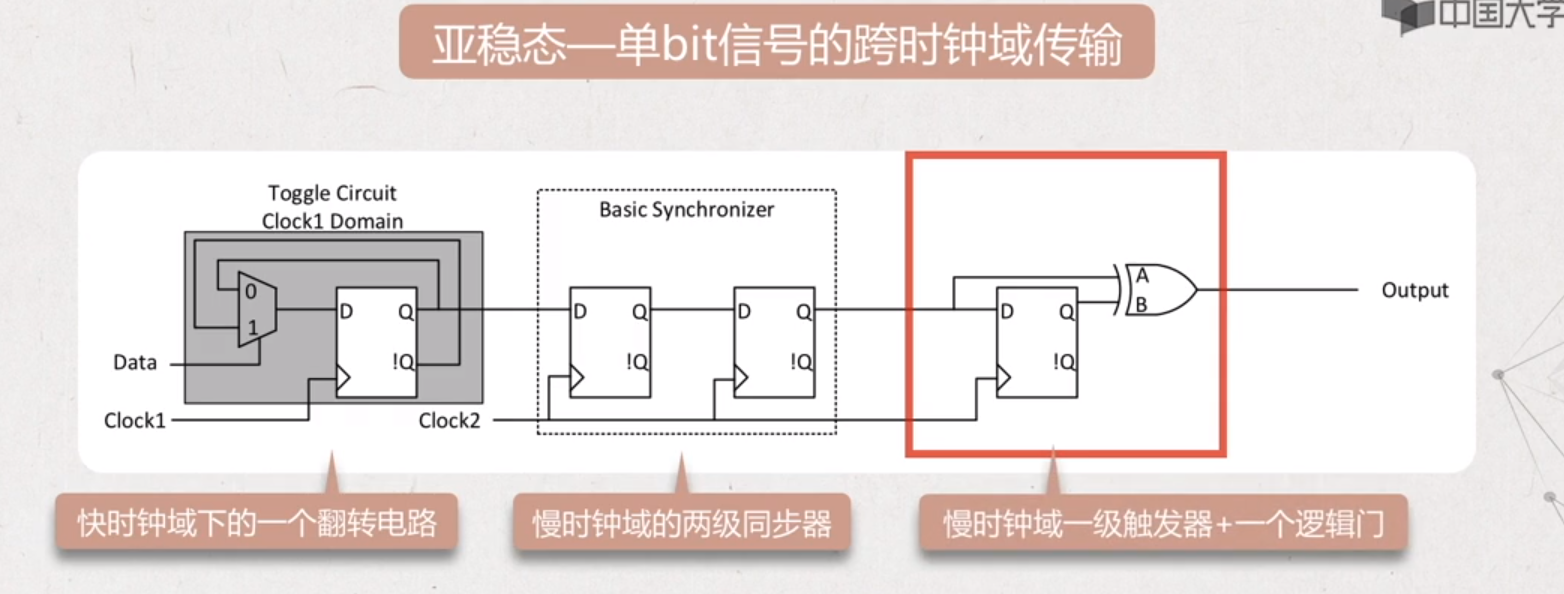 中国大学
亚稳态—单bit信号的跨时钟域传输
Toggle Circuit
Clock1 Domain
Basic Synchronizer
0
1
D
Q
!Q
D
Q
!Q
D
Q
!Q
D
Q
!Q
A
B
Output
Data
Clock1
Clock2
快时钟域下的一个翻转电路
慢时钟域的两级同步器
慢时钟域一级触发器+一个逻辑门